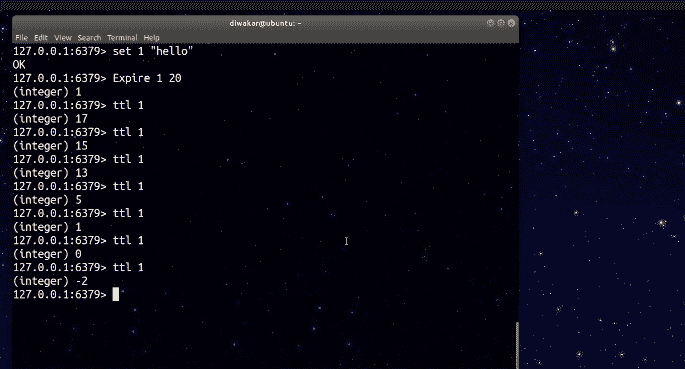 diwakar@ubuntu: ~
File Edit View Search Terminal Help
127.0.0.1:6379> set 1 "hello"
OK
127.0.0.1:6379> Expire 1 20
(integer) 1
127.0.0.1:6379> ttl 1
(integer) 17
127.0.0.1:6379> ttl 1
(integer) 15
127.0.0.1:6379> ttl 1
(integer) 13
127.0.0.1:6379> ttl 1
(integer) 5
127.0.0.1:6379> ttl 1
(integer) 1
127.0.0.1:6379> ttl 1
(integer) 0
127.0.0.1:6379> ttl 1
(integer) -2
127.0.0.1:6379>